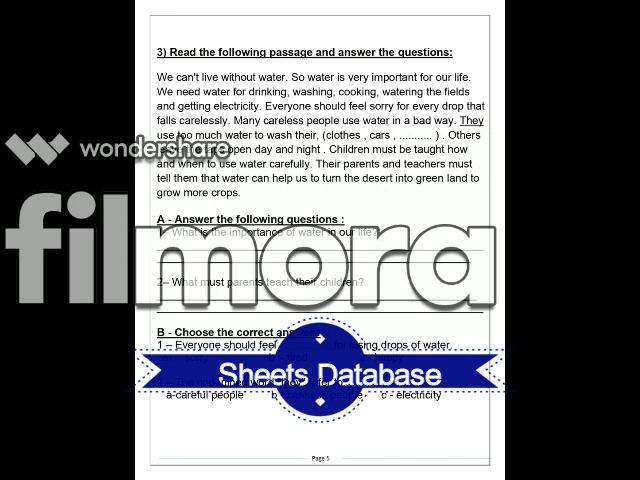 3) Read the following passage and answer the questions:
We can't live without water. So water is very important for our life.
We need water for drinking, washing, cooking, watering the fields
and getting electricity. Everyone should feel sorry for every drop that
falls carelessly. Many careless people use water in a bad way. They
use too much water to wash their, (clothes , cars , ........... ) . Others
open day and night . Children must be taught how
and when to use water carefully. Their parents and teachers must
tell them that water can help us to turn the desert into green land to
grow more crops.
wondershare
filmora
A - Answer the following questions :
1- What is the importance of water in our life?
2– What must parents teach their children?
B - Choose the correct answer
1 – Everyone should feel for using drops of water.
Sheets Database
a-careful people b - careless people c - electricity
Page 5